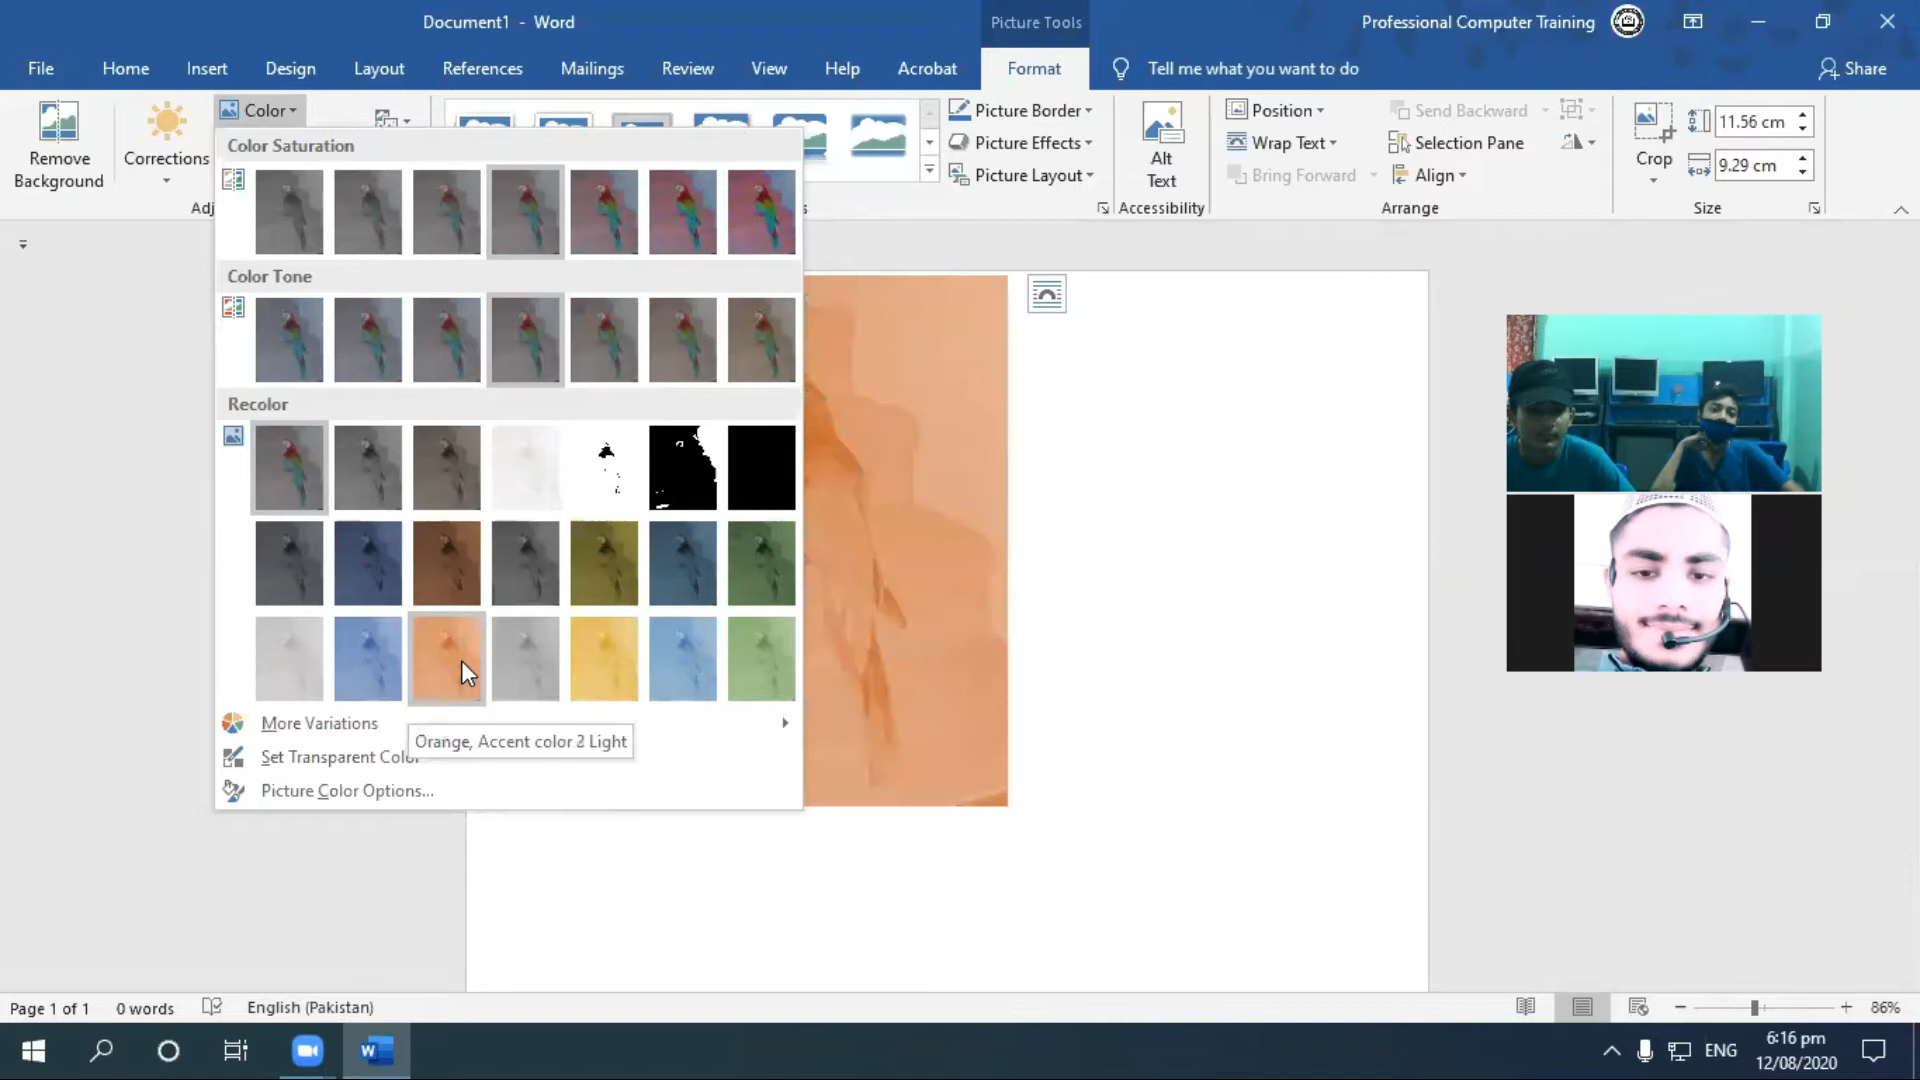 Document1 - Word
Picture Tools
Professional Computer Training
File
Home
Insert
Design
Layout
References
Mailings
Review
View
Help
Acrobat
Format
Tell me what you want to do
Share
Remove
Background
Corrections
Color
Picture Border
Picture Effects
Picture Layout
Alt
Text
Position
Wrap Text
Bring Forward
Send Backward
Selection Pane
Align
Crop
11.56 cm
9.29 cm
Adj
s
Accessibility
Arrange
Size
Color Saturation
Color Tone
Recolor
More Variations
Set Transparent Color
Picture Color Options...
Orange, Accent color 2 Light
Page 1 of 1
0 words
English (Pakistan)
86%
ENG
6:16 pm
12/08/2020